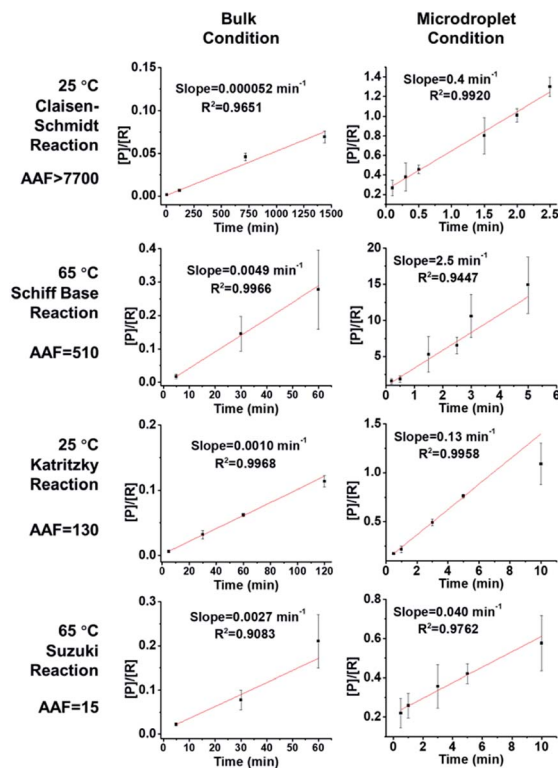 Bulk
Condition
Microdroplet
Condition
25 °C
Claisen-
Schmidt
Reaction
AAF>7700
[P]/[R]
0.15
0.10
0.05
0.00
Slope=0.000052 min-1
R2=0.9651
0 250 500 750 1000 1250 1500
Time (min)
[P]/[R]
1.4
1.2
1.0
0.8
0.6
0.4
0.2
Slope=0.4 min-1
R2=0.9920
0.0 0.5 1.0 1.5 2.0 2.5
Time (min)
65 °C
Schiff Base
Reaction
AAF=510
[P]/[R]
0.4
0.3
0.2
0.1
0.0
Slope=0.0049 min-1
R2=0.9966
0 10 20 30 40 50 60
Time (min)
[P]/[R]
20
15
10
5
Slope=2.5 min-1
R2=0.9447
0 1 2 3 4 5 6
Time (min)
25 °C
Katritzky
Reaction
AAF=130
[P]/[R]
0.2
0.1
0.0
Slope=0.0010 min-1
R2=0.9968
0 20 40 60 80 100 120
Time (min)
[P]/[R]
1.5
1.0
0.5
Slope=0.13 min-1
R2=0.9958
0 2 4 6 8 10
Time (min)
65 °C
Suzuki
Reaction
AAF=15
[P]/[R]
0.3
0.2
0.1
0.0
Slope=0.0027 min-1
R2=0.9083
0 10 20 30 40 50 60
Time (min)
[P]/[R]
0.8
0.6
0.4
0.2
Slope=0.040 min-1
R2=0.9762
0 2 4 6 8 10
Time (min)